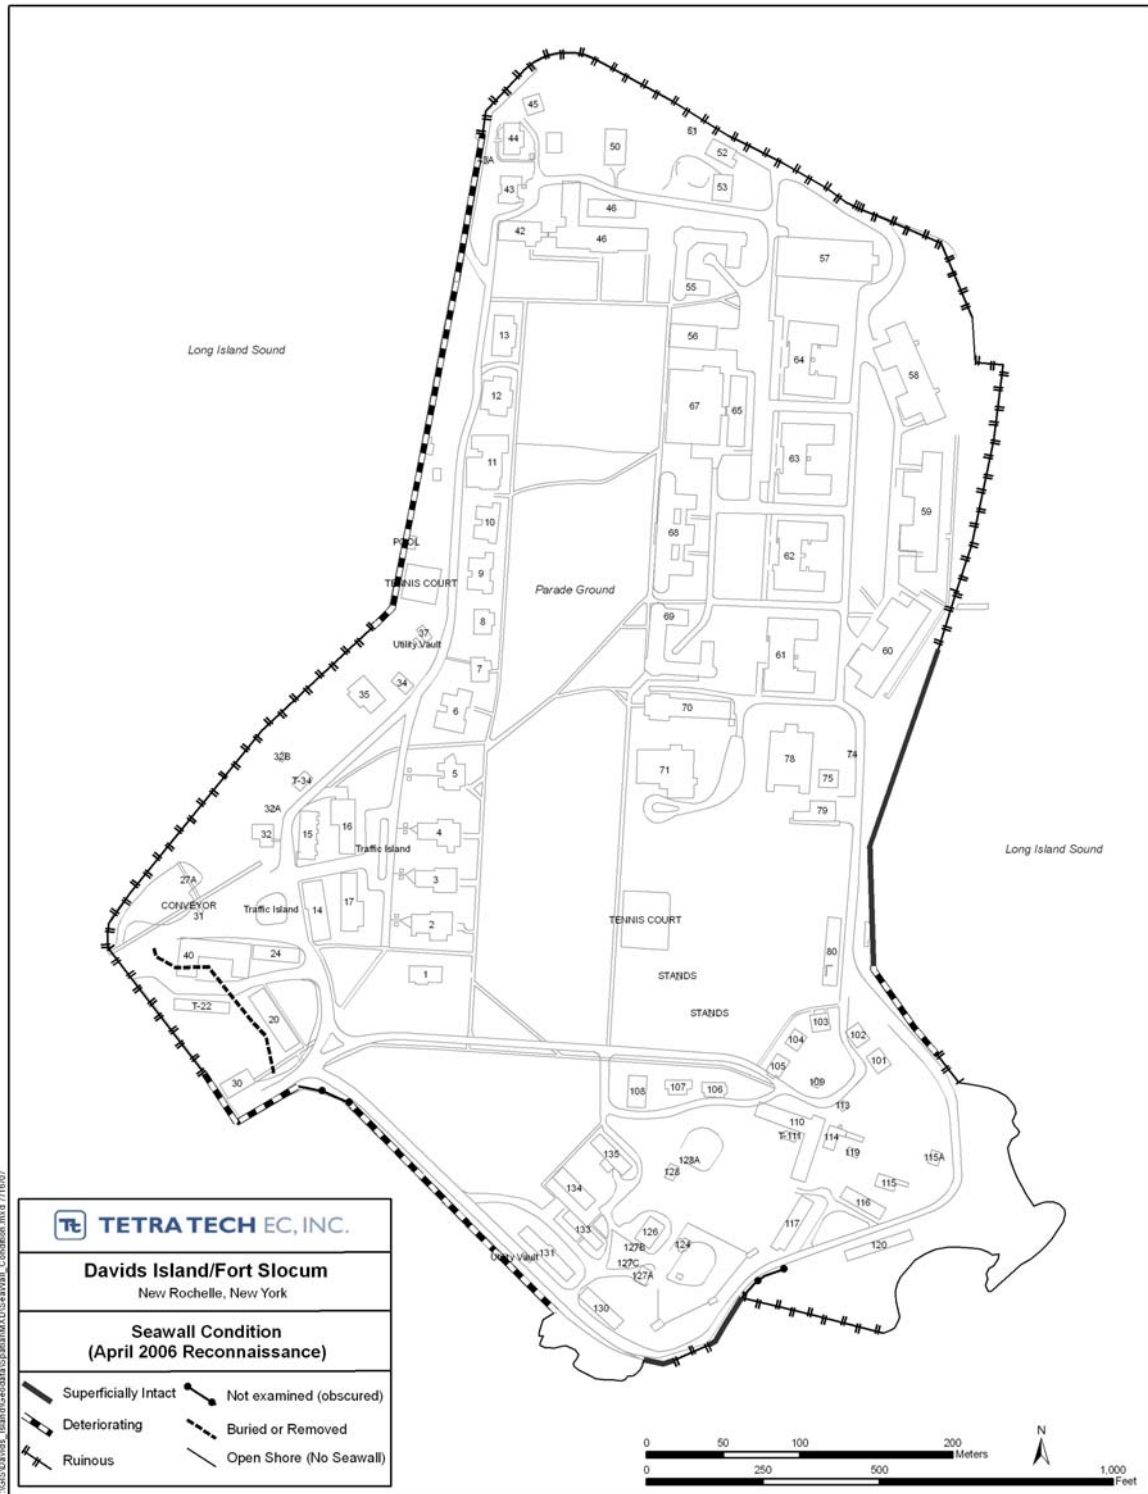 45
51
44
50
52
43A
43
53
46
42
46
57
55
13
56
64
Long Island Sound
58
12
67
65
11
63
59
10
68
POOL
62
9
TENNIS COURT
Parade Ground
8
69
37
Utility Vault
61
60
7
34
35
6
70
32B
74
78
71
5
T-34
75
32A
79
16
4
32
15
Traffic Island
Long Island Sound
27A
3
CONVEYOR
31
Traffic Island
14
17
TENNIS COURT
2
80
40
24
1
STANDS
T-22
STANDS
20
103
102
104
101
105
30
109
108
107
106
113
110
T-111
114
119
135
128A
115A
128
134
115
116
133
126
117
127B
124
120
Utility Vault
131
127C
127A
130
Tt TETRA TECH EC, INC.
Davids Island/Fort Slocum
New Rochelle, New York
Seawall Condition
(April 2006 Reconnaissance)
Superficially Intact
Not examined (obscured)
Deteriorating
Buried or Removed
Ruinous
Open Shore (No Seawall)
N
0 50 100 200
Meters
0 250 500 1,000
Feet